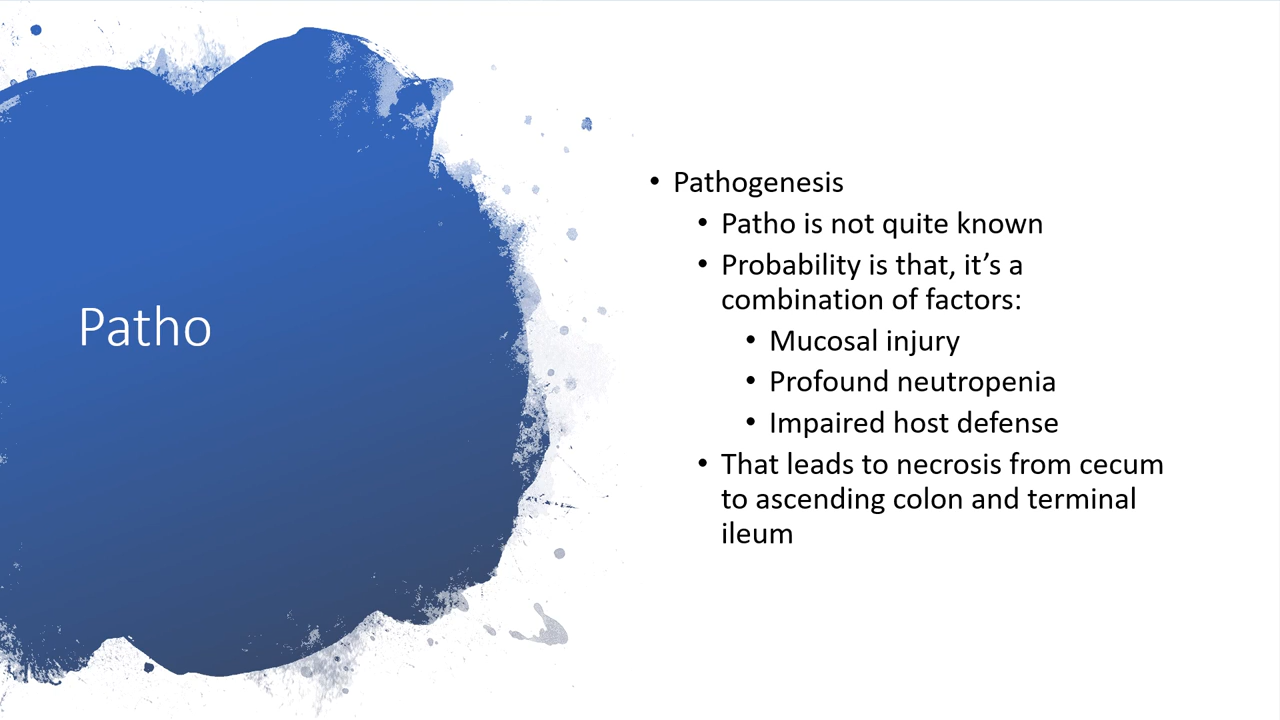 Patho
• Pathogenesis
• Patho is not quite known
• Probability is that, it’s a
combination of factors:
• Mucosal injury
• Profound neutropenia
• Impaired host defense
• That leads to necrosis from cecum
to ascending colon and terminal
ileum